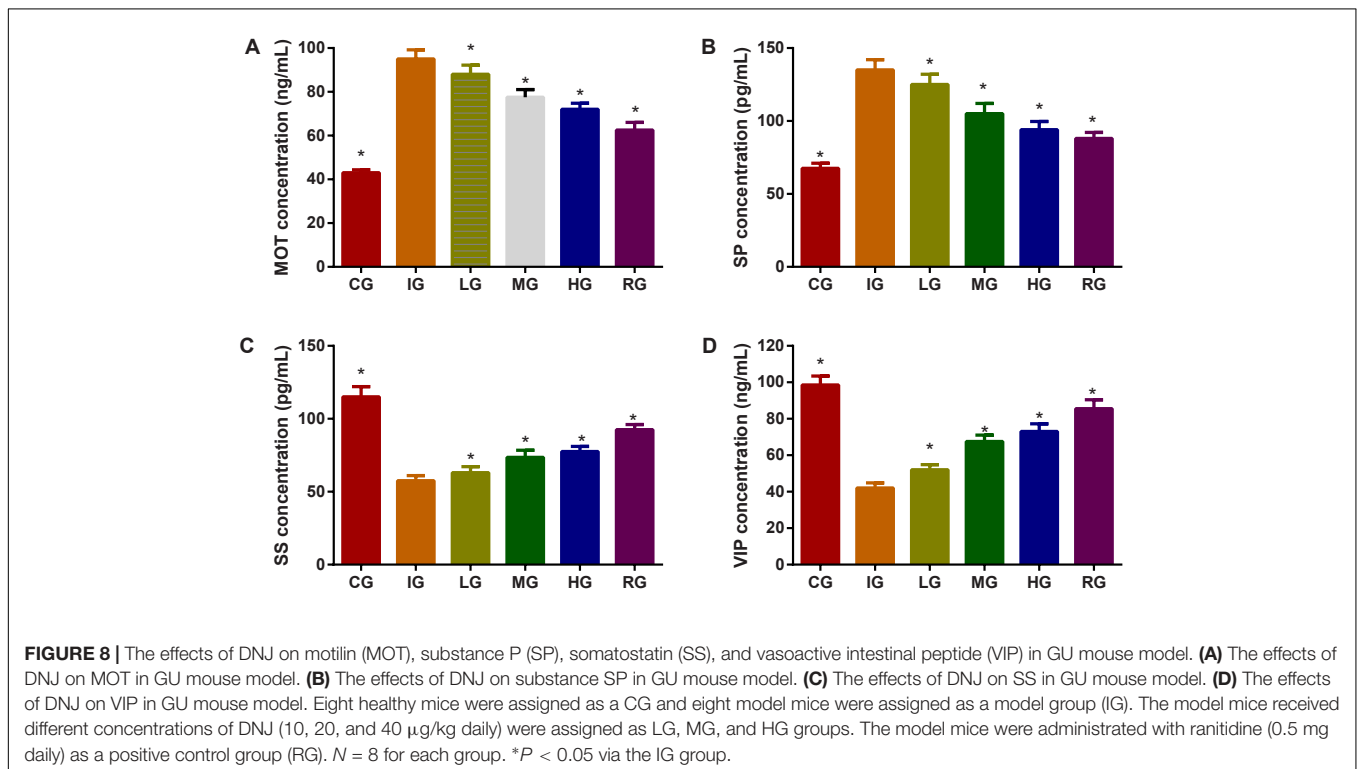 A
MOT concentration (ng/mL)
100
80
60
40
20
0
* * * * *
CG IG LG MG HG RG
B
SP concentration (pg/mL)
150
100
50
0
* * * * *
CG IG LG MG HG RG
C
SS concentration (pg/mL)
150
100
50
0
* * * * *
CG IG LG MG HG RG
D
VIP concentration (ng/mL)
120
100
80
60
40
20
0
* * * * *
CG IG LG MG HG RG
FIGURE 8 | The effects of DNJ on motilin (MOT), substance P (SP), somatostatin (SS), and vasoactive intestinal peptide (VIP) in GU mouse model. (A) The effects of
DNJ on MOT in GU mouse model. (B) The effects of DNJ on substance SP in GU mouse model. (C) The effects of DNJ on SS in GU mouse model. (D) The effects
of DNJ on VIP in GU mouse model. Eight healthy mice were assigned as a CG and eight model mice were assigned as a model group (IG). The model mice received
different concentrations of DNJ (10, 20, and 40 μg/kg daily) were assigned as LG, MG, and HG groups. The model mice were administrated with ranitidine (0.5 mg
daily) as a positive control group (RG). N = 8 for each group. *P < 0.05 via the IG group.